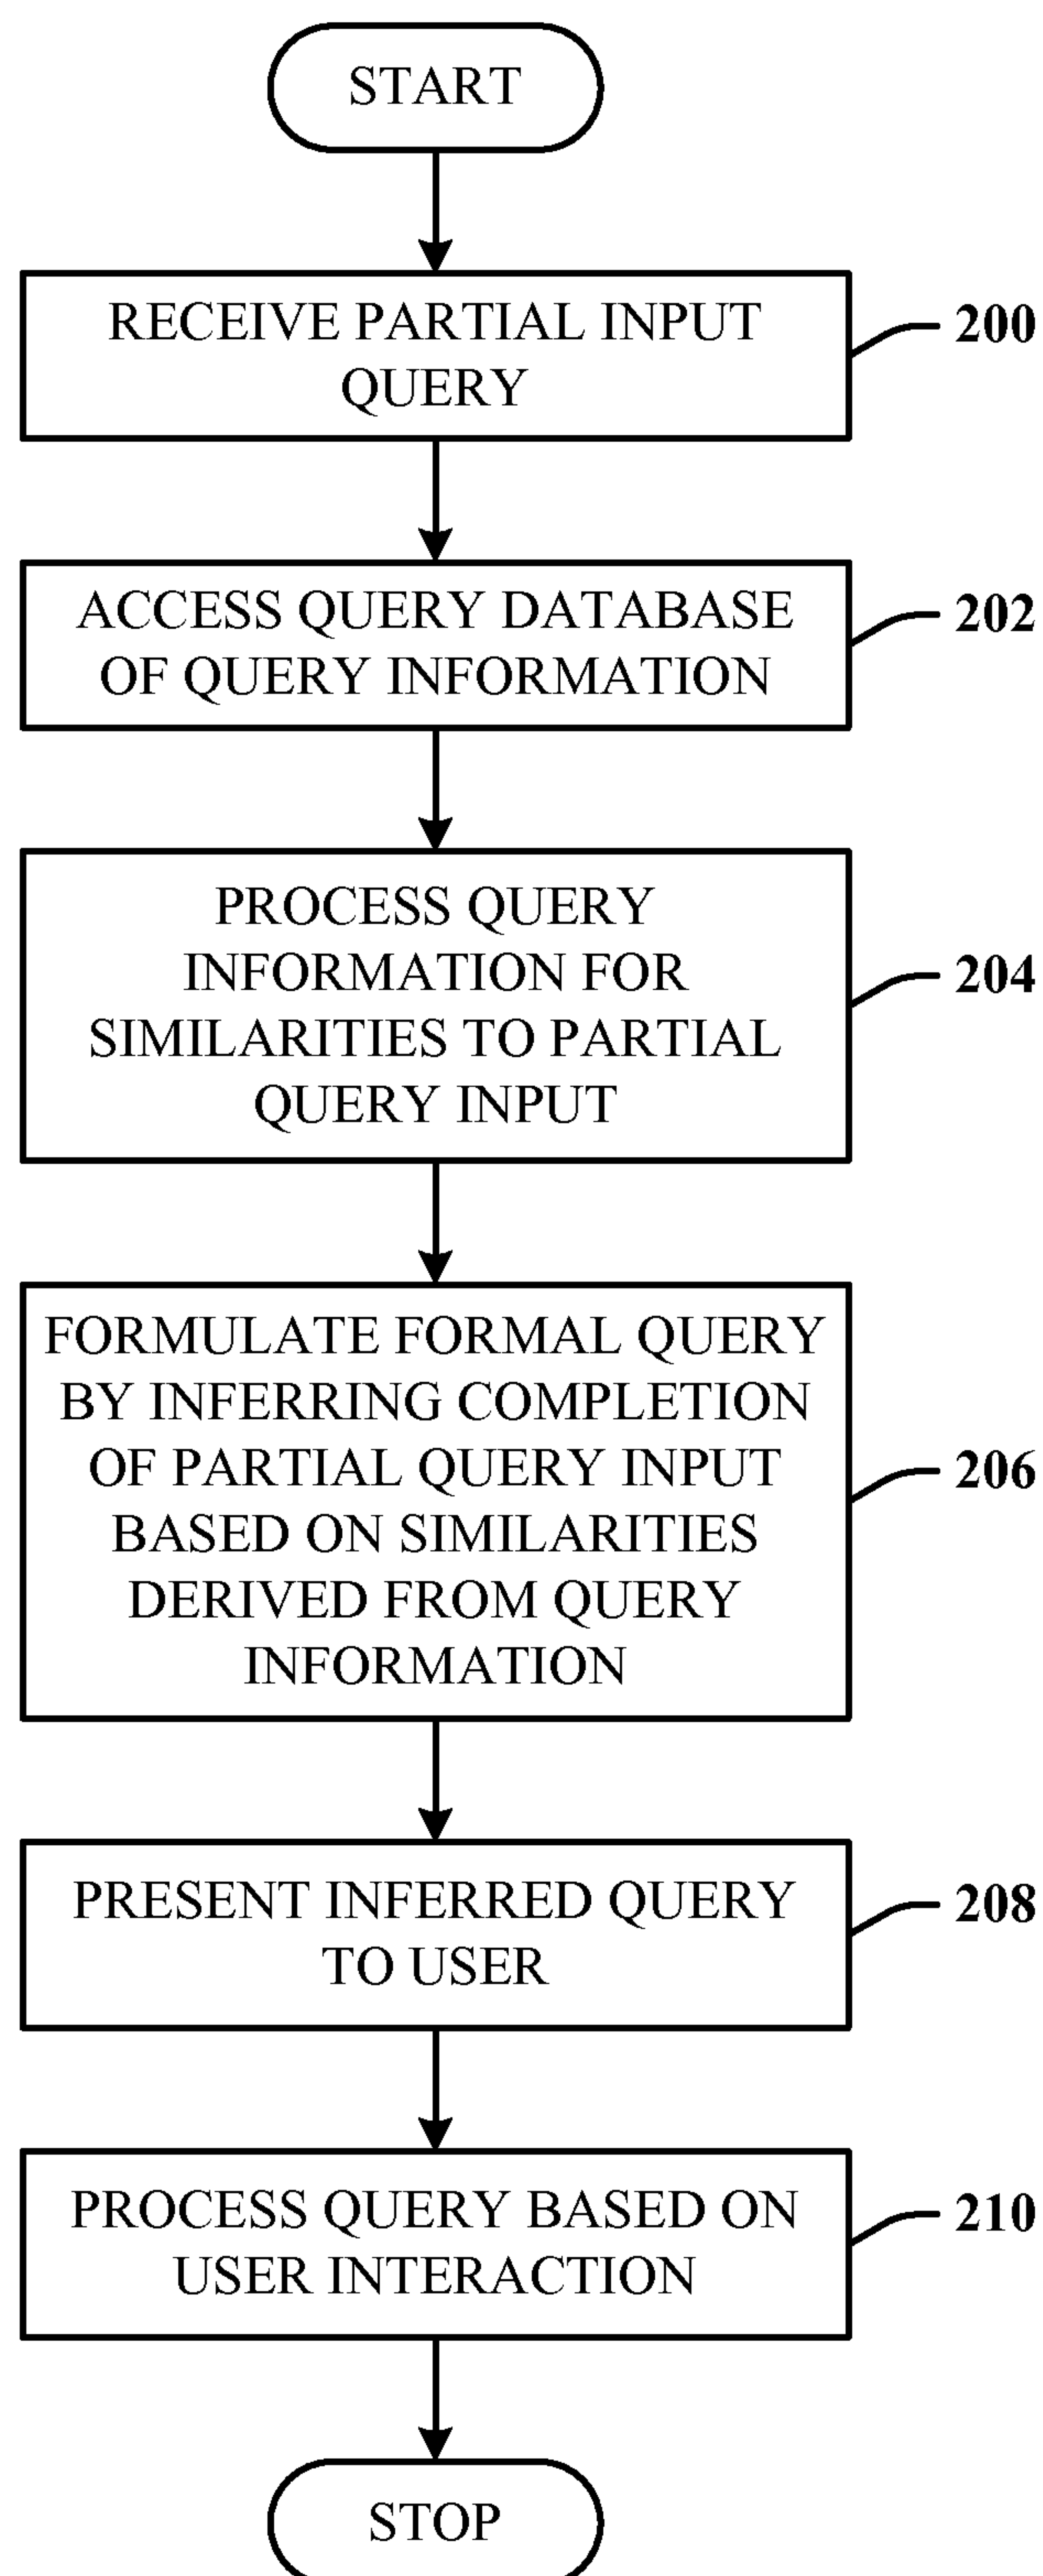 START
RECEIVE PARTIAL INPUT
QUERY
200
ACCESS QUERY DATABASE
OF QUERY INFORMATION
202
PROCESS QUERY
INFORMATION FOR
SIMILARITIES TO PARTIAL
QUERY INPUT
204
FORMULATE FORMAL QUERY
BY INFERRING COMPLETION
OF PARTIAL QUERY INPUT
BASED ON SIMILARITIES
DERIVED FROM QUERY
INFORMATION
206
PRESENT INFERRED QUERY
TO USER
208
PROCESS QUERY BASED ON
USER INTERACTION
210
STOP